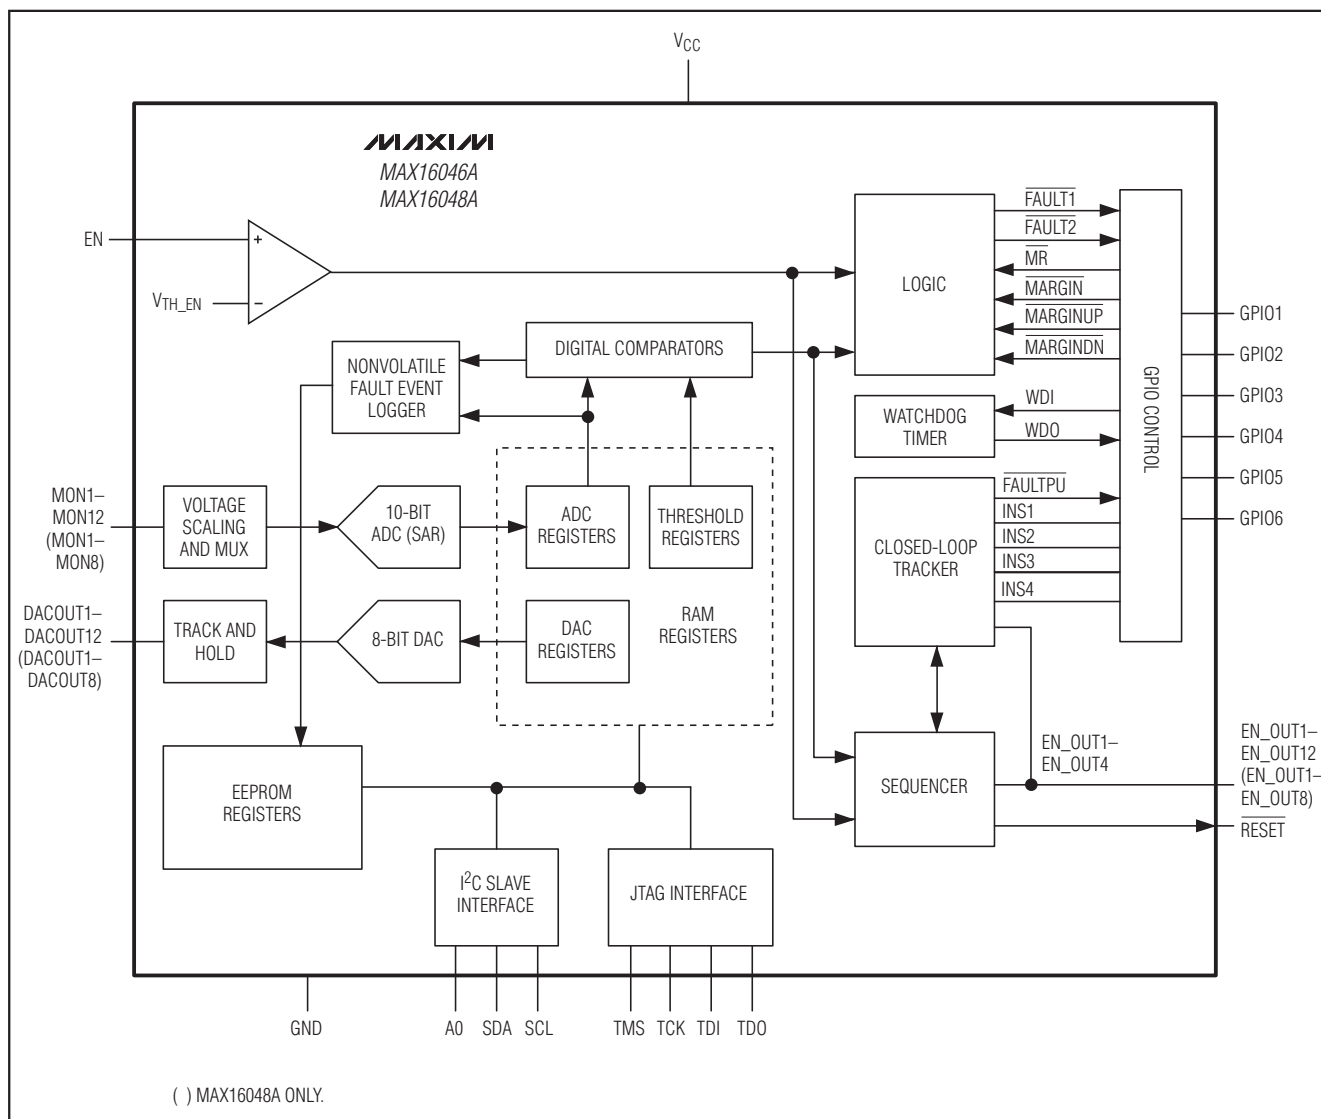 VCC
MAXIM
MAX16046A
MAX16048A
EN
+
VTH_EN
–
LOGIC
FAULT1
FAULT2
MR
MARGIN
MARGINUP
MARGINDN
GPIO CONTROL
GPIO1
GPIO2
GPIO3
GPIO4
GPIO5
GPIO6
NONVOLATILE
FAULT EVENT
LOGGER
DIGITAL COMPARATORS
WATCHDOG
TIMER
WDI
WDO
MON1–
MON12
(MON1–
MON8)
VOLTAGE
SCALING
AND MUX
10-BIT
ADC (SAR)
ADC
REGISTERS
THRESHOLD
REGISTERS
CLOSED-LOOP
TRACKER
FAULTPU
INS1
INS2
INS3
INS4
DACOUT1–
DACOUT12
(DACOUT1–
DACOUT8)
TRACK AND
HOLD
8-BIT DAC
DAC
REGISTERS
RAM
REGISTERS
EEPROM
REGISTERS
SEQUENCER
EN_OUT1–
EN_OUT4
EN_OUT1–
EN_OUT12
(EN_OUT1–
EN_OUT8)
RESET
I2C SLAVE
INTERFACE
JTAG INTERFACE
GND
A0
SDA
SCL
TMS
TCK
TDI
TDO
( ) MAX16048A ONLY.